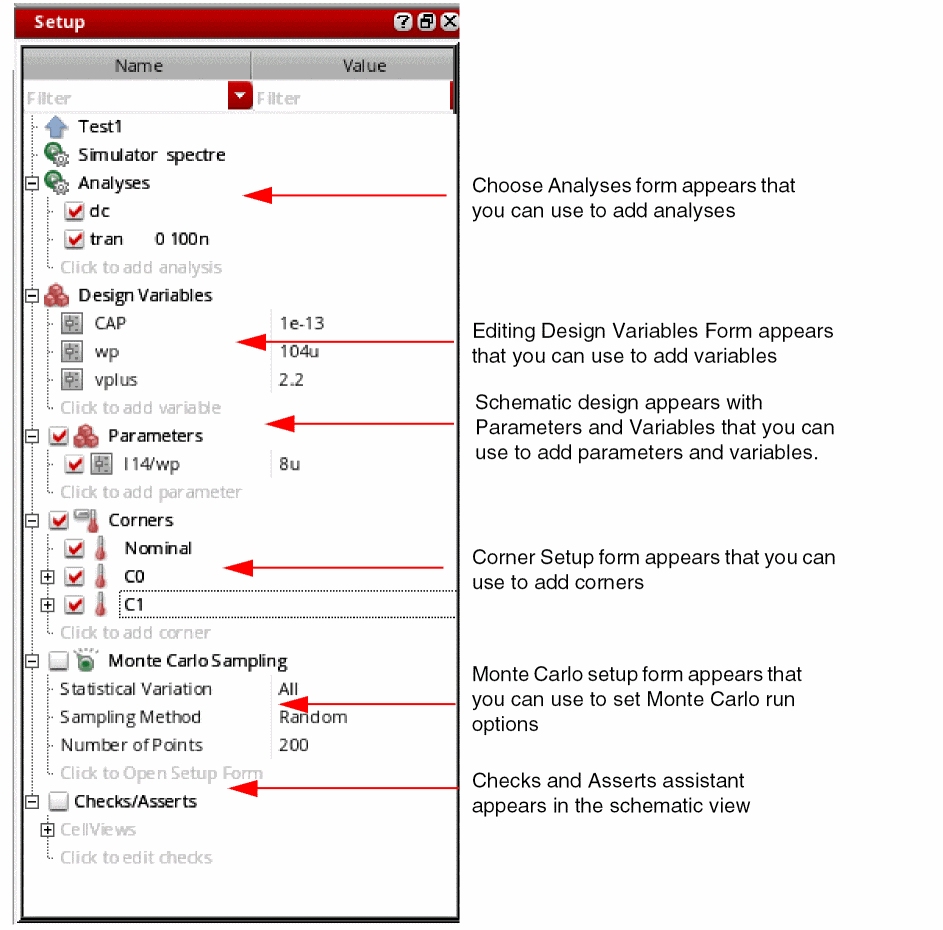 Setup
Name Value
Filter Filter
Test1
Simulator spectre
Analyses
dc
tran 0 100n
Click to add analysis
Design Variables
CAP 1e-13
wp 104u
vplus 2.2
Click to add variable
Parameters
I14/wp 8u
Click to add parameter
Corners
Nominal
C0
C1
Click to add corner
Monte Carlo Sampling
Statistical Variation All
Sampling Method Random
Number of Points 200
Click to Open Setup Form
Checks/Asserts
CellViews
Click to edit checks
Choose Analyses form appears that
you can use to add analyses
Editing Design Variables Form appears
that you can use to add variables
Schematic design appears with
Parameters and Variables that you can
use to add parameters and variables.
Corner Setup form appears that you can
use to add corners
Monte Carlo setup form appears that
you can use to set Monte Carlo run
options
Checks and Asserts assistant
appears in the schematic view